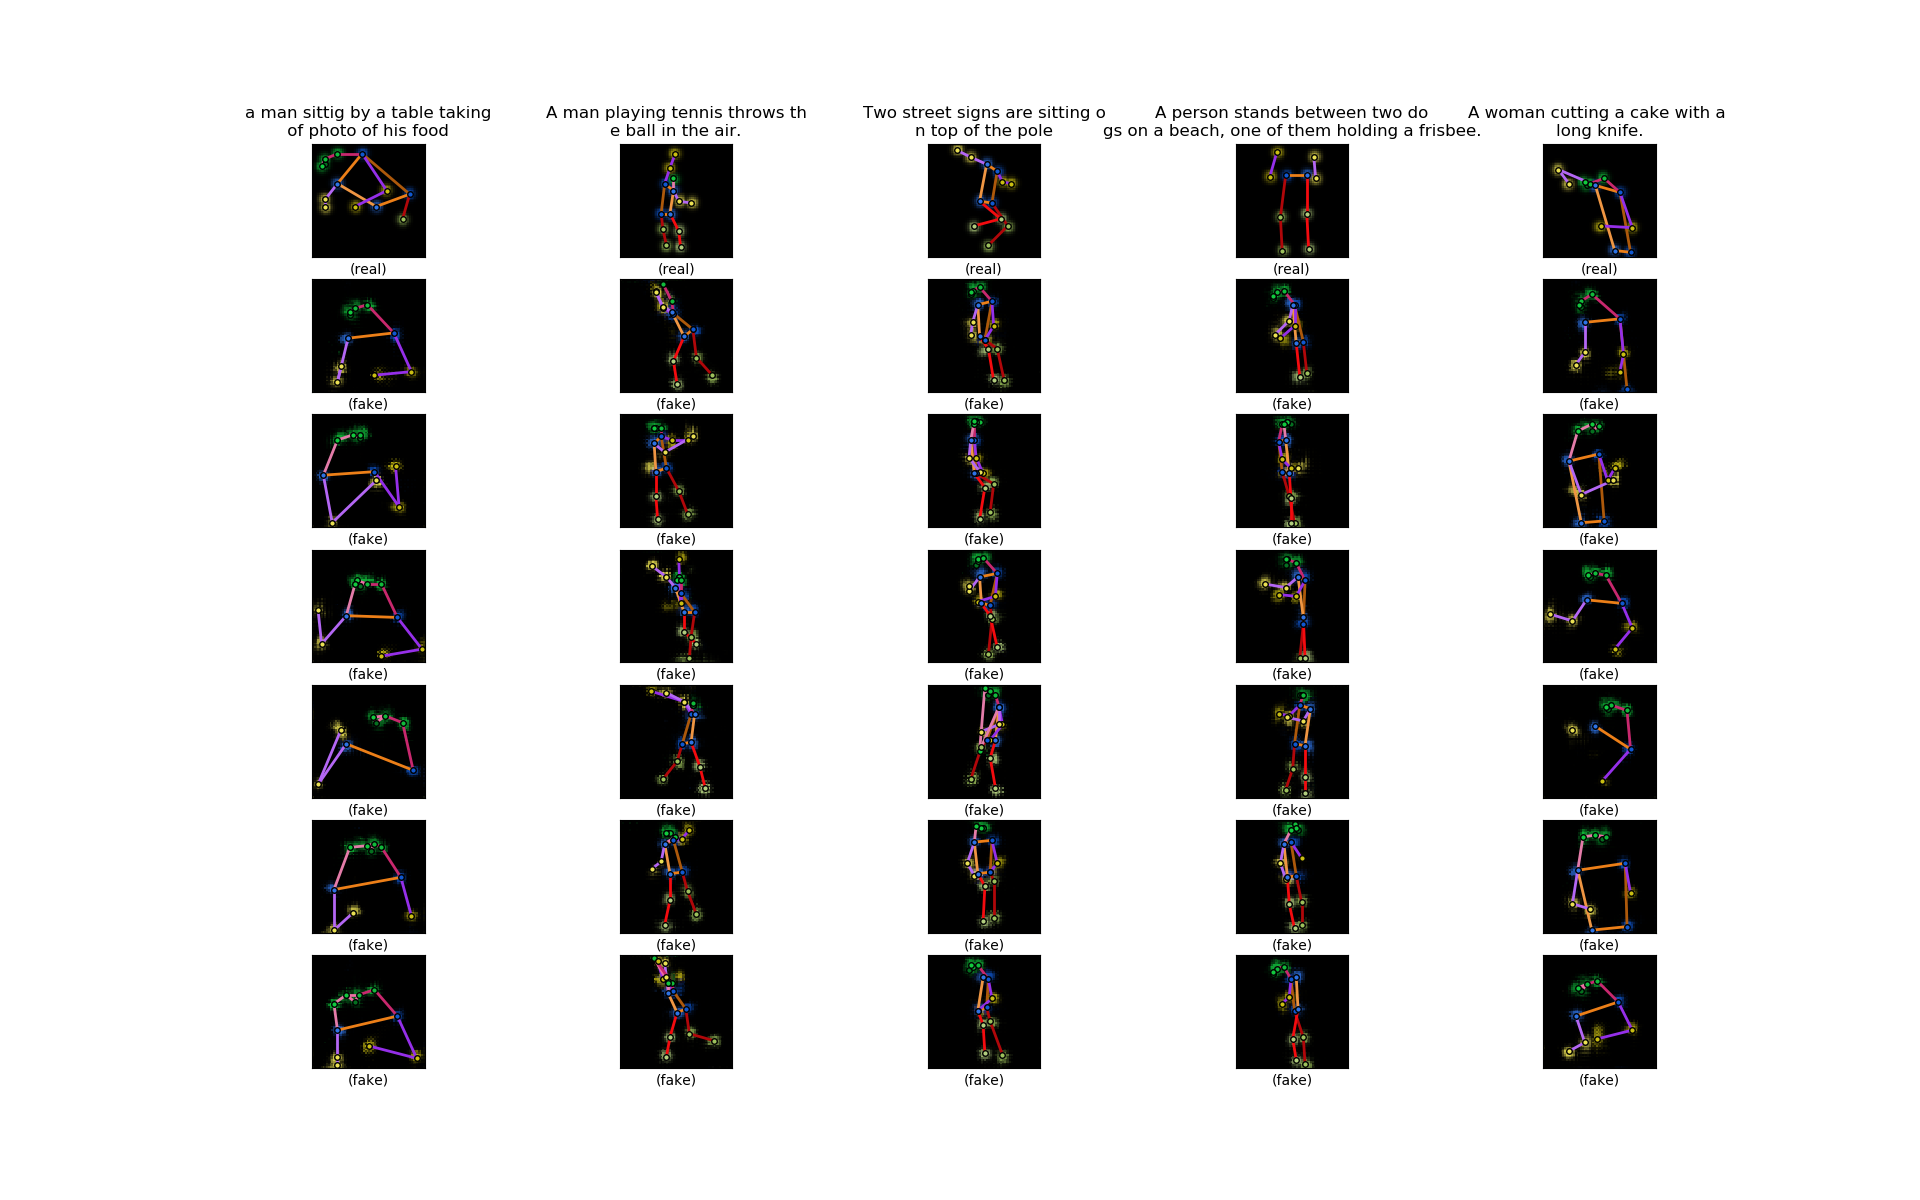 a man sittig by a table taking
of photo of his food
A man playing tennis throws th
e ball in the air.
Two street signs are sitting o
n top of the pole
A person stands between two do
gs on a beach, one of them holding a frisbee.
A woman cutting a cake with a
long knife.
(real) (real) (real) (real) (real)
(fake) (fake) (fake) (fake) (fake)
(fake) (fake) (fake) (fake) (fake)
(fake) (fake) (fake) (fake) (fake)
(fake) (fake) (fake) (fake) (fake)
(fake) (fake) (fake) (fake) (fake)
(fake) (fake) (fake) (fake) (fake)